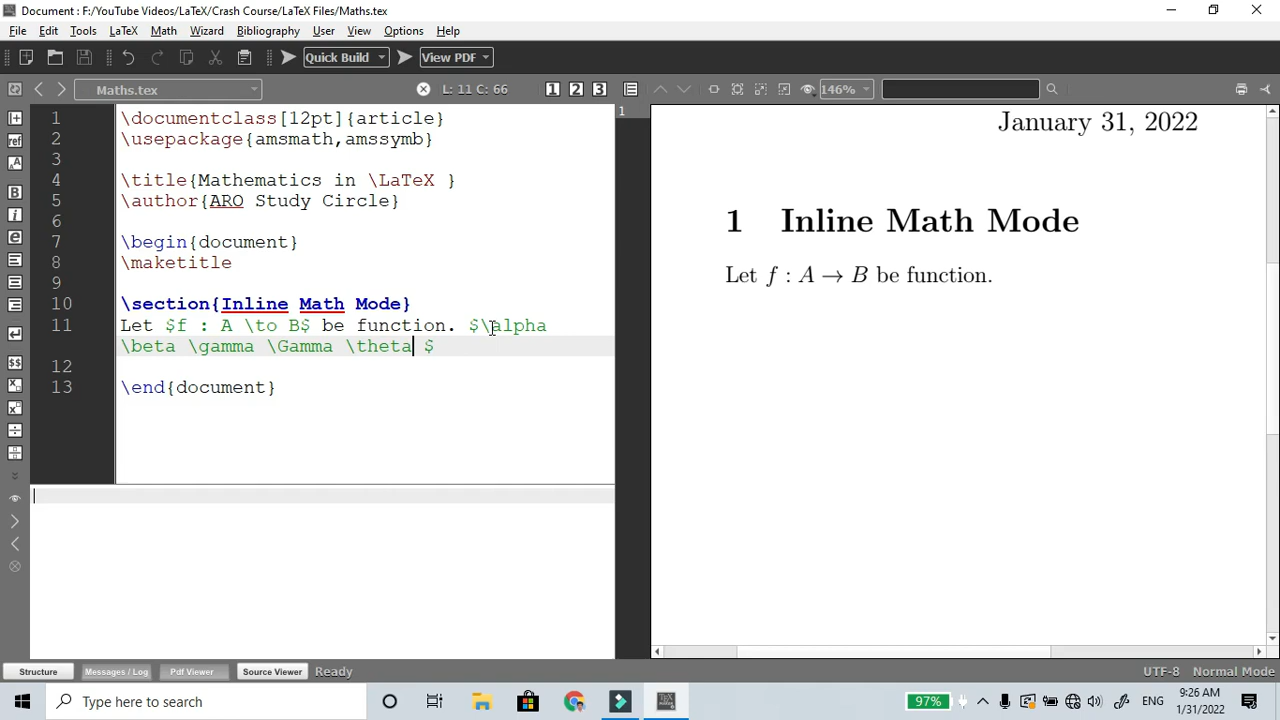 Document : F:/YouTube Videos/LaTeX/Crash Course/LaTeX Files/Maths.tex
File Edit Tools LaTeX Math Wizard Bibliography User View Options Help
Quick Build View PDF
Maths.tex L: 11 C: 66 1 2 3 146%
1 \documentclass[12pt]{article}
2 \usepackage{amsmath,amssymb}
3
4 \title{Mathematics in \LaTeX }
5 \author{ARO Study Circle}
6
7 \begin{document}
8 \maketitle
9
10 \section{Inline Math Mode}
11 Let $f : A \to B$ be function. $\alpha
\beta \gamma \Gamma \theta $
12
13 \end{document}
ref
A
B
i
e
$$
1
January 31, 2022
1 Inline Math Mode
Let f : A → B be function.
Structure Messages / Log Pdf Viewer Source Viewer Ready UTF-8 Normal Mode
Type here to search 97% ENG 9:26 AM
1/31/2022